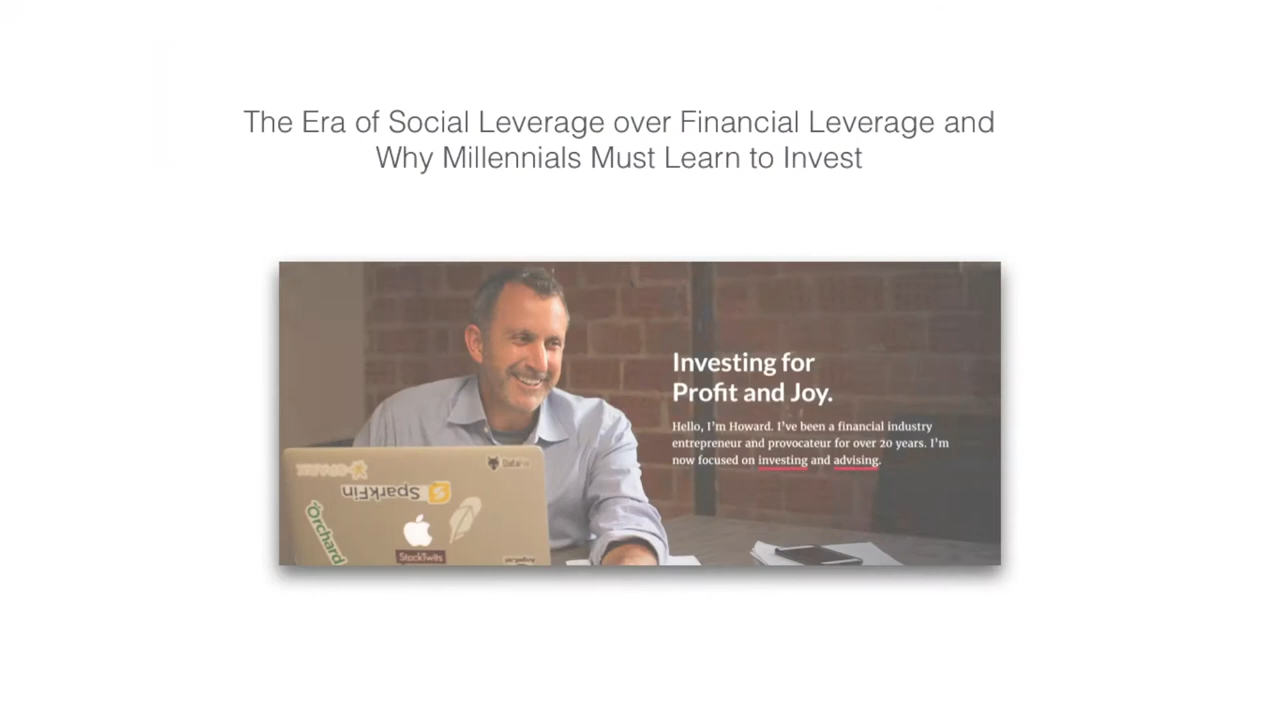 The Era of Social Leverage over Financial Leverage and
Why Millennials Must Learn to Invest
Investing for
Profit and Joy.
Hello, I'm Howard. I've been a financial industry
entrepreneur and provocateur for over 20 years. I'm
now focused on investing and advising.
SparkFin
Orchard
StockTwits